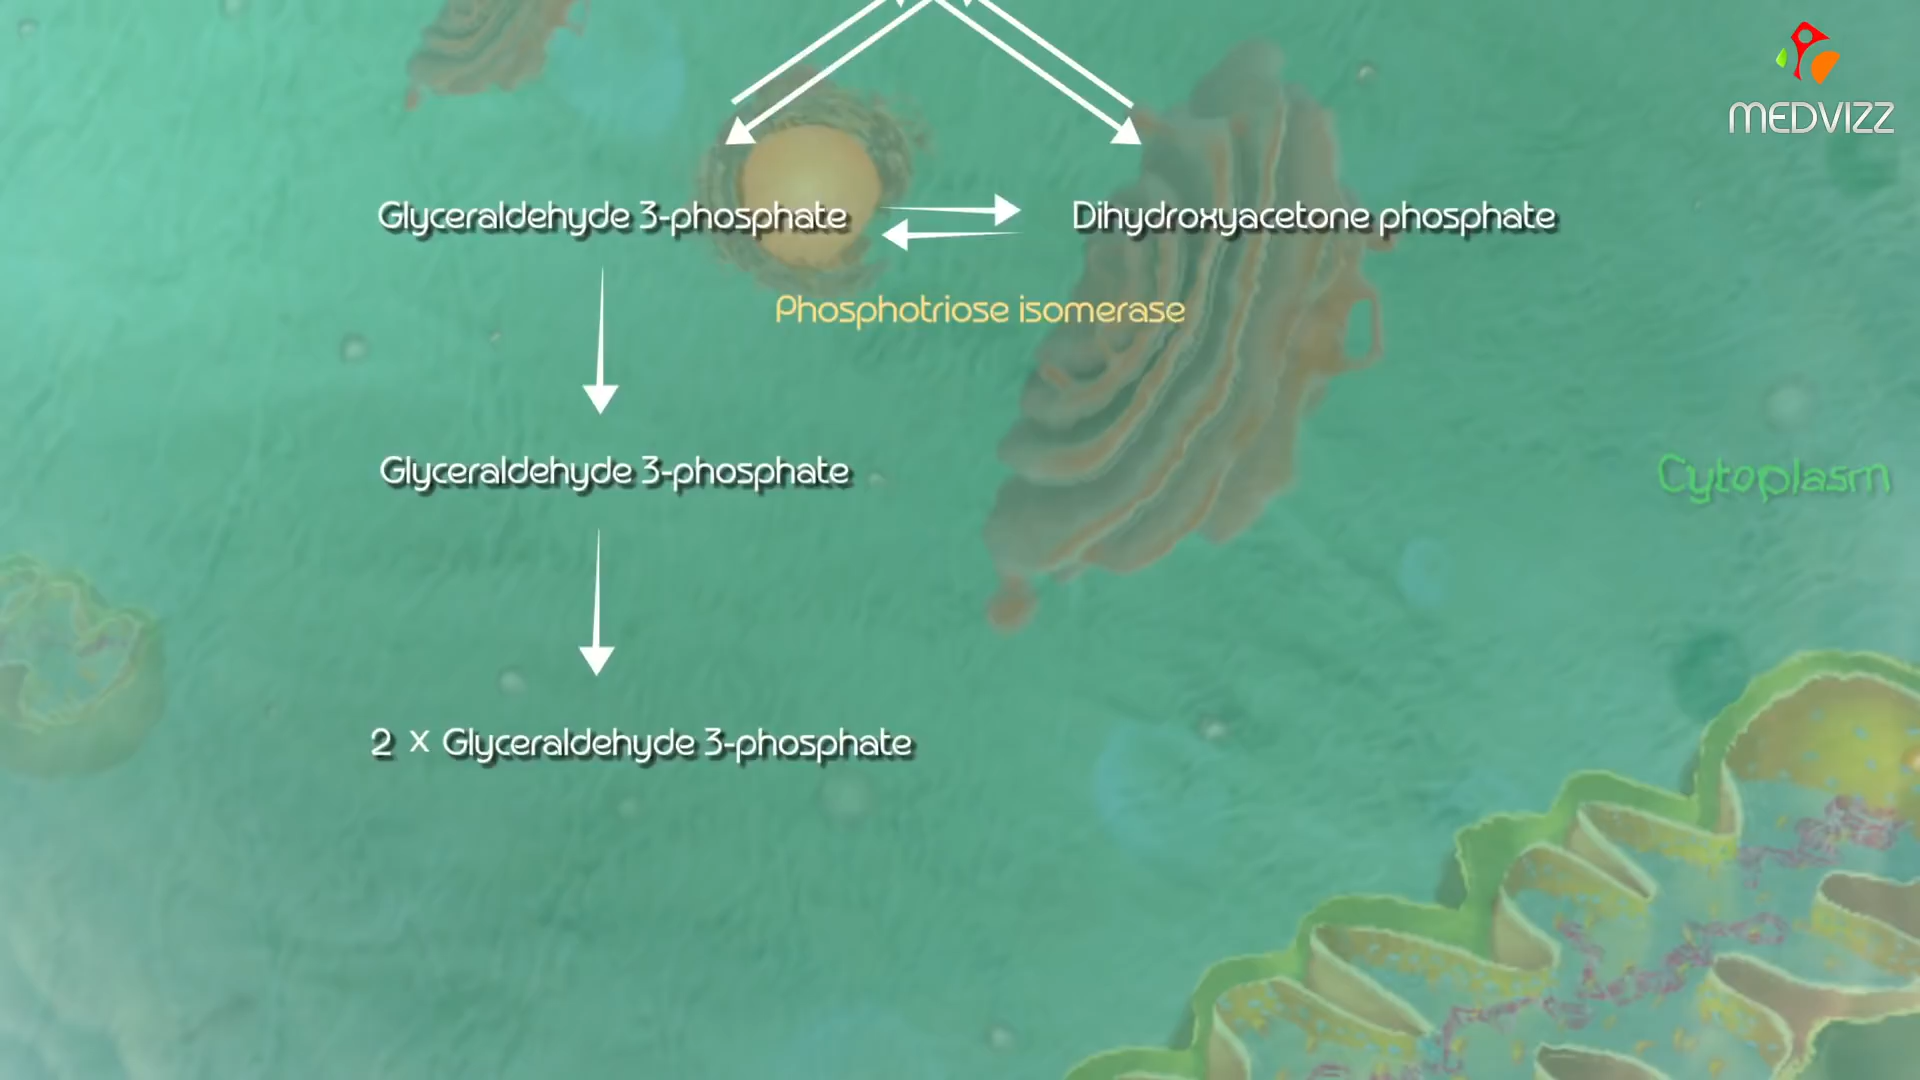 MEDVIZZ
Glyceraldehyde 3-phosphate
Dihydroxyacetone phosphate
Phosphotriose isomerase
Glyceraldehyde 3-phosphate
Cytoplasm
2 x Glyceraldehyde 3-phosphate